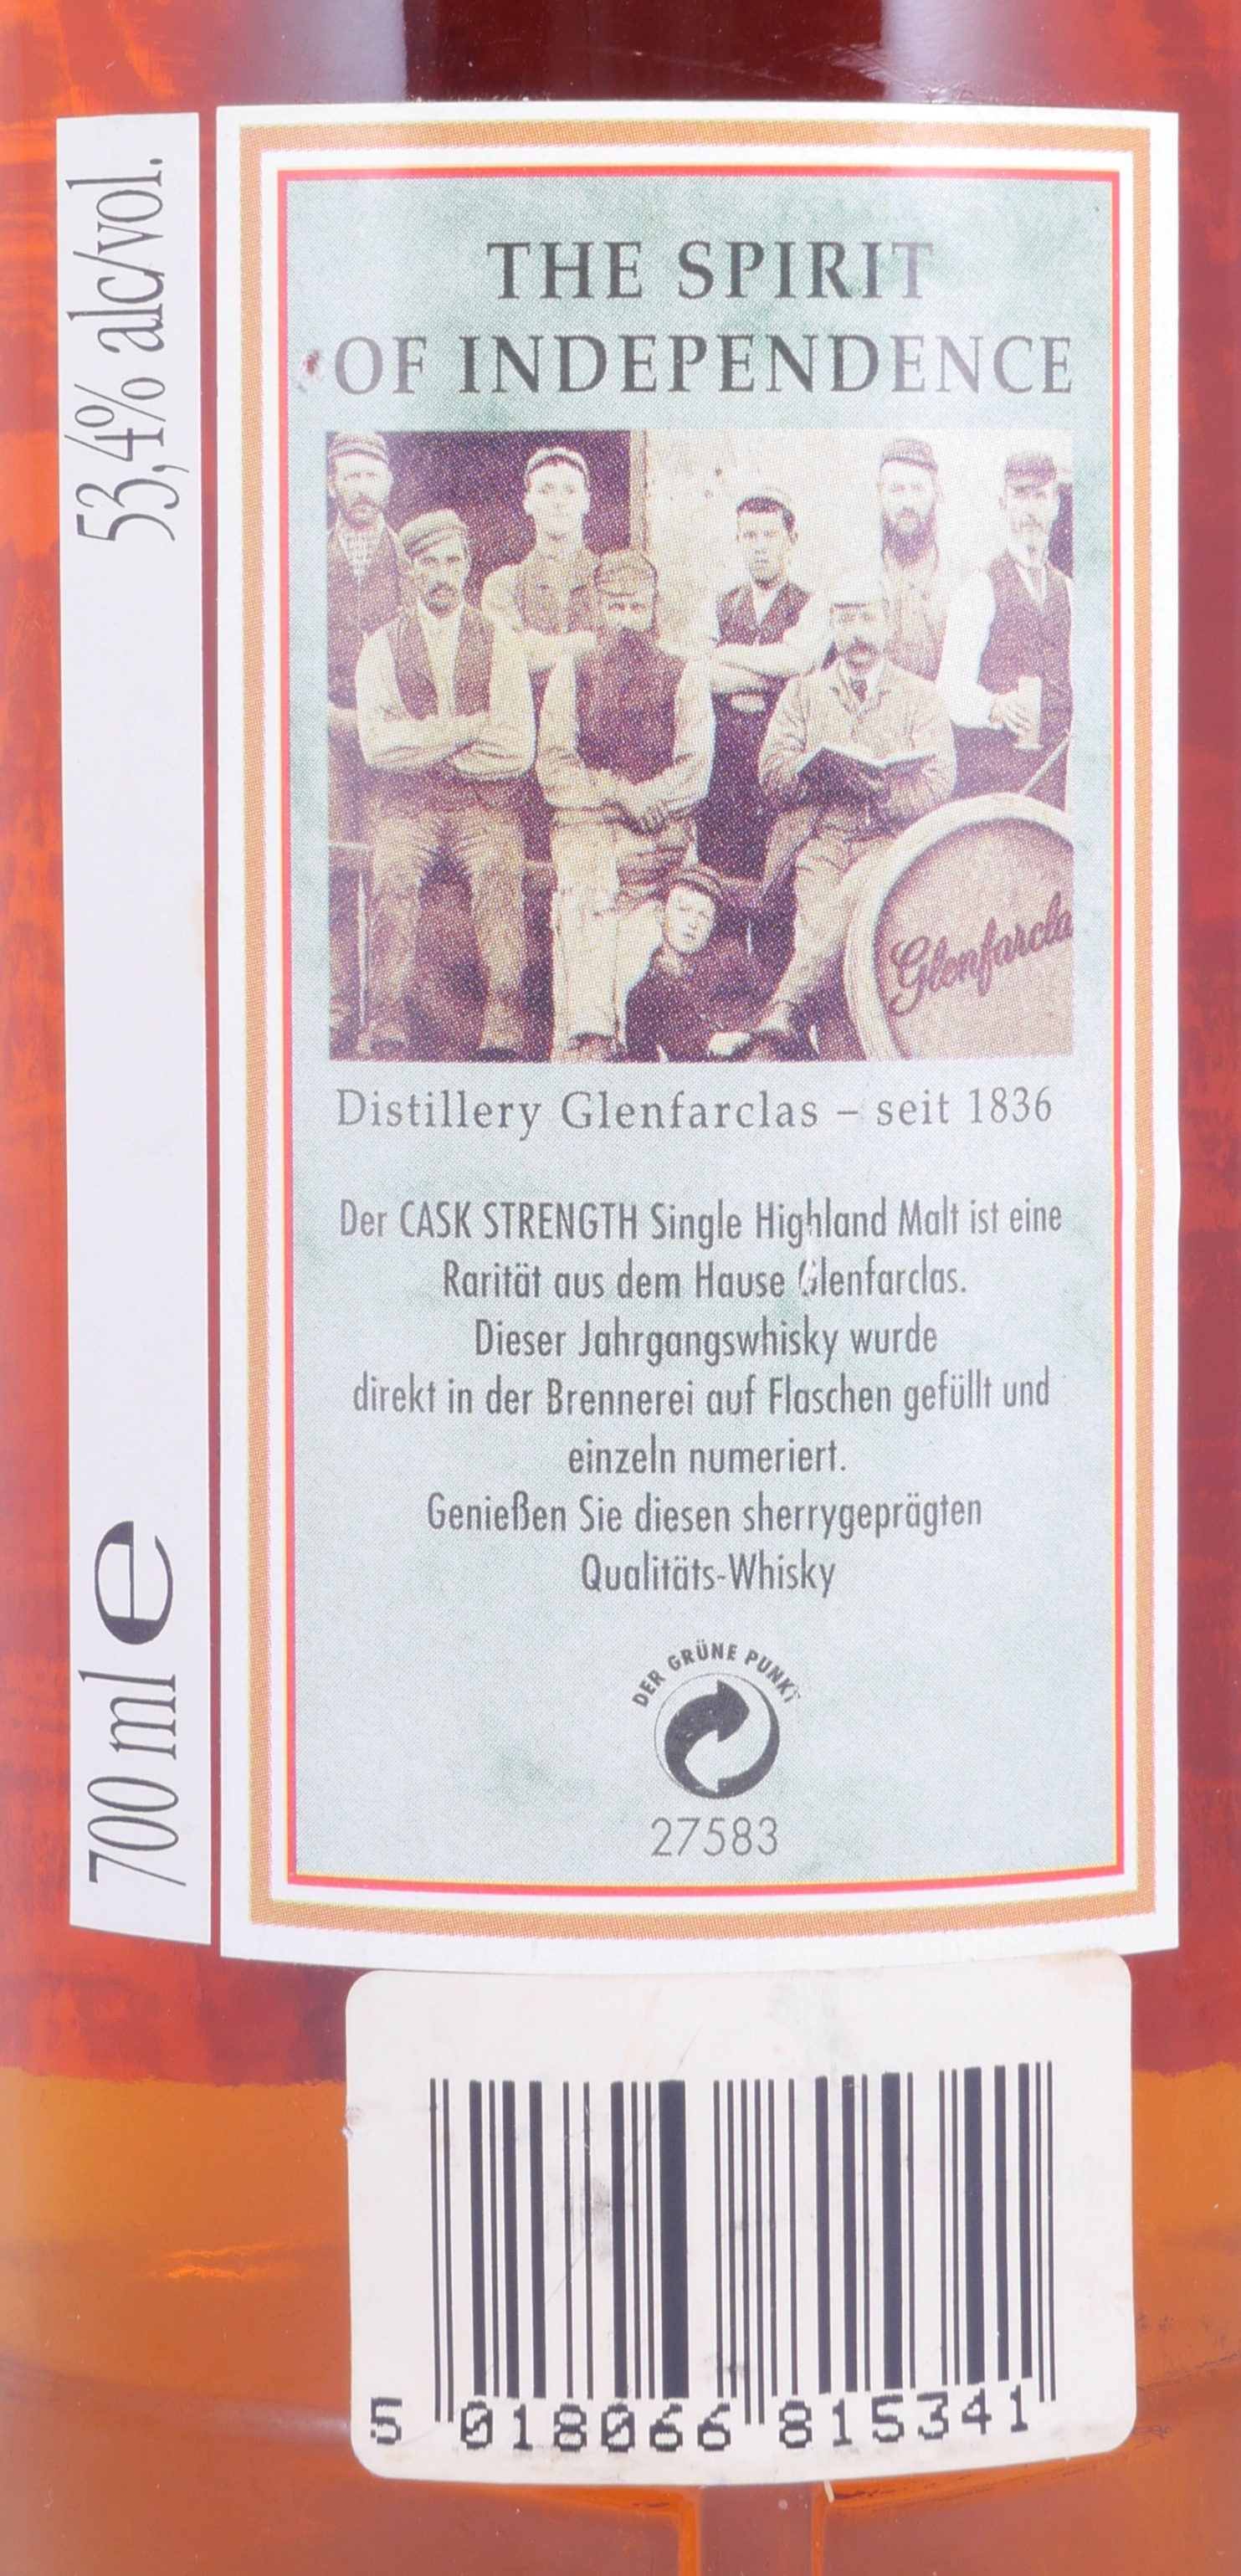 53,4% alc/vol.
700 ml e
THE SPIRIT
OF INDEPENDENCE
Glenfarcla
Distillery Glenfarclas – seit 1836
Der CASK STRENGTH Single Highland Malt ist eine
Rarität aus dem Hause Glenfarclas.
Dieser Jahrgangswhisky wurde
direkt in der Brennerei auf Flaschen gefüllt und
einzeln numeriert.
Genießen Sie diesen sherrygeprägten
Qualitäts-Whisky
DER GRÜNE PUNKT
27583
5 018066 815341